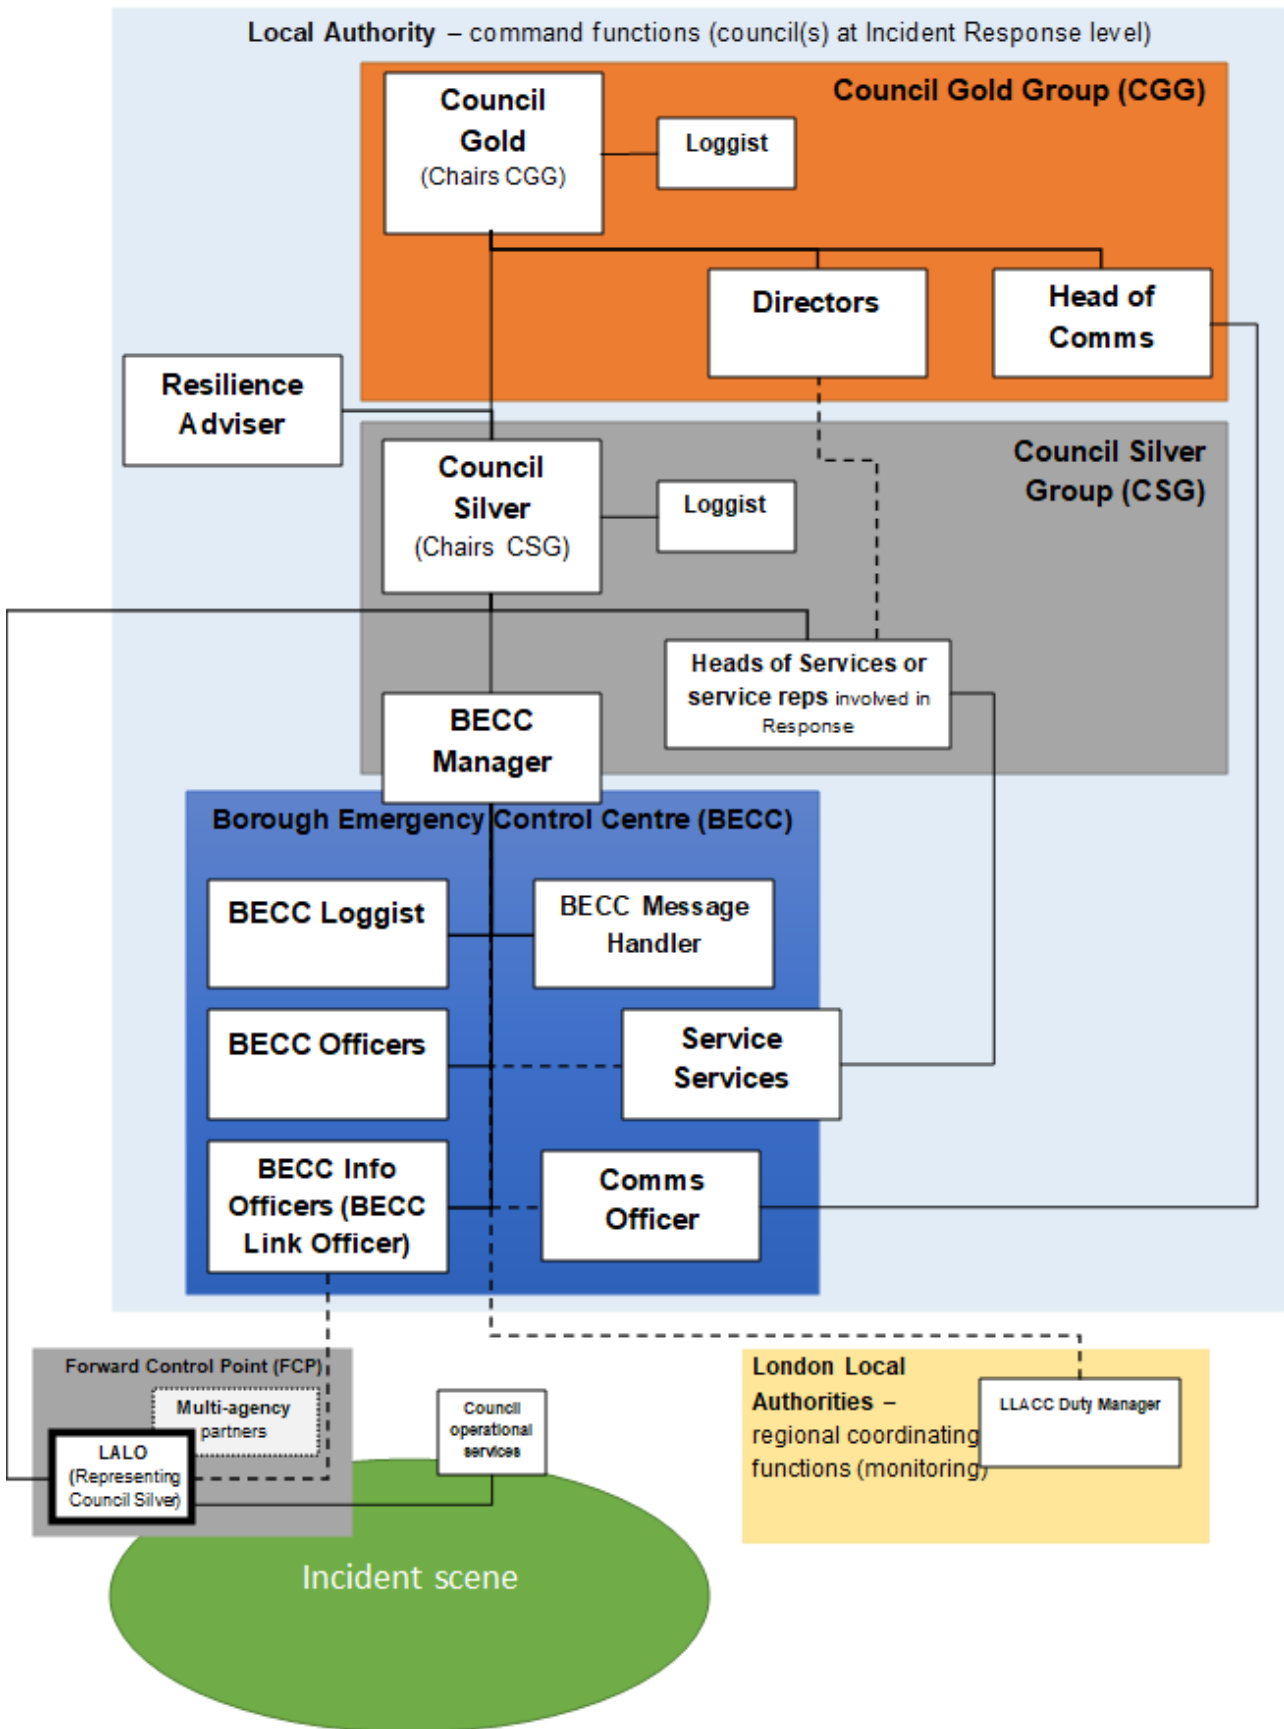 Local Authority – command functions (council(s) at Incident Response level)
Council Gold Group (CGG)
Council
Gold
(Chairs CGG)
Loggist
Directors
Head of
Comms
Resilience
Adviser
Council Silver
Group (CSG)
Council
Silver
(Chairs CSG)
Loggist
Heads of Services or
service reps involved in
Response
BECC
Manager
Borough Emergency Control Centre (BECC)
BECC Loggist
BECC Message
Handler
BECC Officers
Service
Services
BECC Info
Officers (BECC
Link Officer)
Comms
Officer
Forward Control Point (FCP)
Multi-agency
partners
LALO
(Representing
Council Silver)
Council
operational
services
London Local
Authorities –
regional coordinating
functions (monitoring)
LLACC Duty Manager
Incident scene